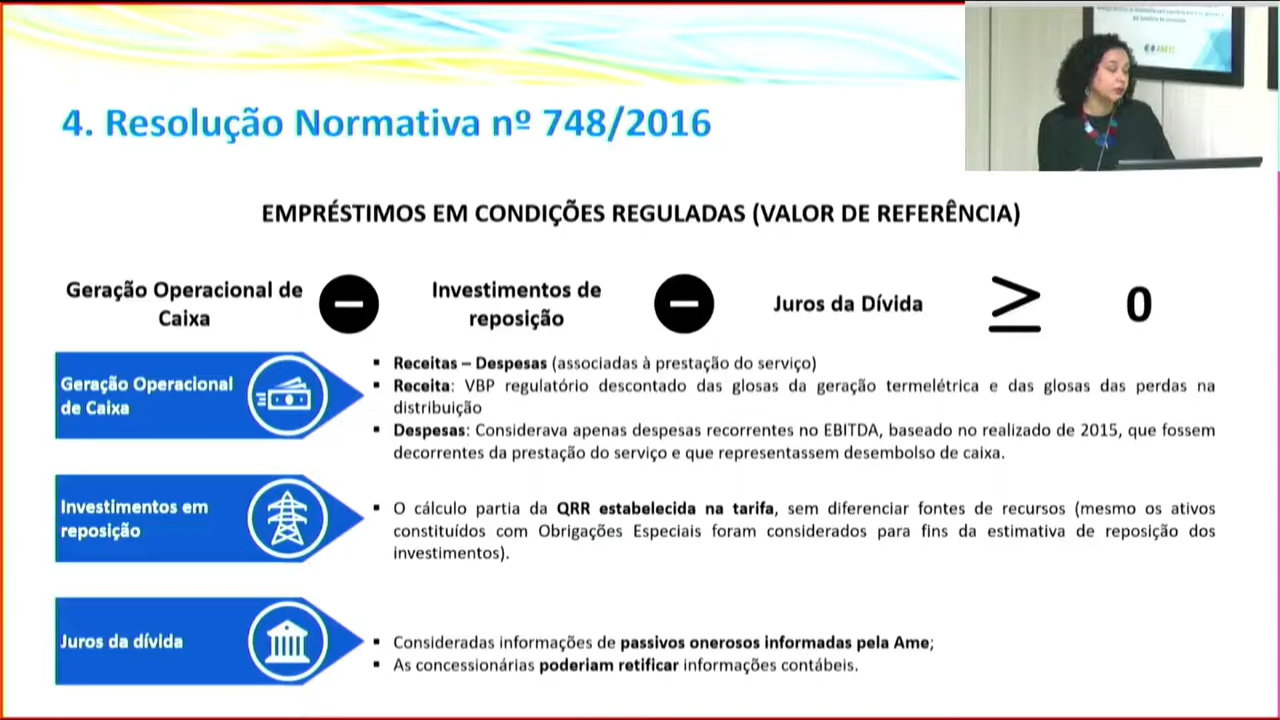 4. Resolução Normativa nº 748/2016
EMPRÉSTIMOS EM CONDIÇÕES REGULADAS (VALOR DE REFERÊNCIA)
Geração Operacional de
Caixa
Investimentos de
reposição
Juros da Dívida
≥
0
Geração Operacional
de Caixa
▪ Receitas – Despesas (associadas à prestação do serviço)
▪ Receita: VBP regulatório descontado das glosas da geração termelétrica e das glosas das perdas na
distribuição
▪ Despesas: Considerava apenas despesas recorrentes no EBITDA, baseado no realizado de 2015, que fossem
decorrentes da prestação do serviço e que representassem desembolso de caixa.
Investimentos em
reposição
▪ O cálculo partia da QRR estabelecida na tarifa, sem diferenciar fontes de recursos (mesmo os ativos
constituídos com Obrigações Especiais foram considerados para fins da estimativa de reposição dos
investimentos).
Juros da dívida
▪ Consideradas informações de passivos onerosos informadas pela Ame;
▪ As concessionárias poderiam retificar informações contábeis.